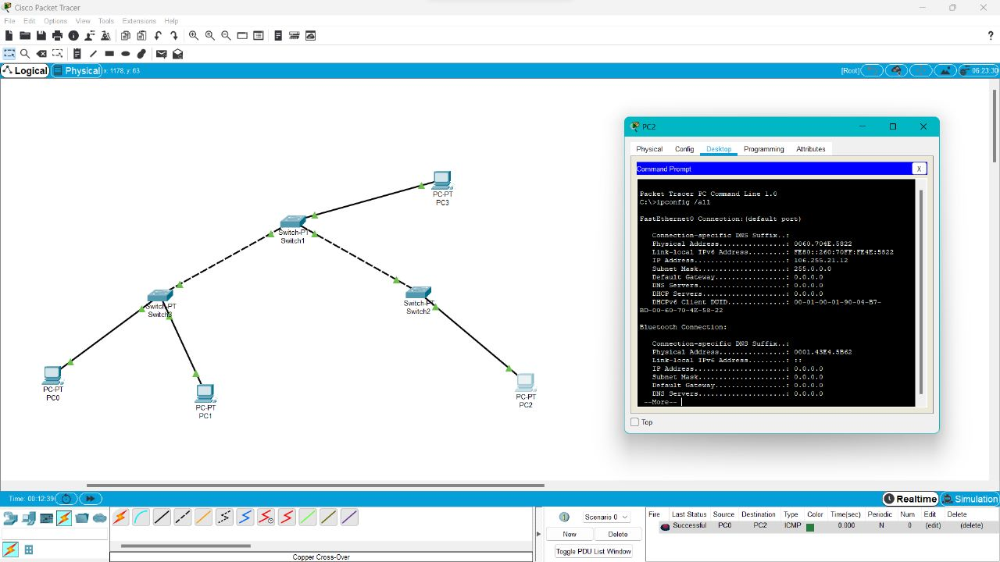 Cisco Packet Tracer
File Edit Options View Tools Extensions Help
?
Logical Physical x: 1178, y: 63 [Root] 06:23:30
PC-PT
PC3
Switch-PT
Switch1
Switch-PT
Switch3
Switch-PT
Switch2
PC-PT
PC0
PC-PT
PC1
PC-PT
PC2
PC2
Physical Config Desktop Programming Attributes
Command Prompt X
Packet Tracer PC Command Line 1.0
C:\>ipconfig /all
FastEthernet0 Connection:(default port)
Connection-specific DNS Suffix..:
Physical Address................: 0060.704E.5822
Link-local IPv6 Address.........: FE80::260:70FF:FE4E:5822
IP Address......................: 106.255.21.12
Subnet Mask.....................: 255.0.0.0
Default Gateway.................: 0.0.0.0
DNS Servers.....................: 0.0.0.0
DHCP Servers....................: 0.0.0.0
DHCPv6 Client DUID..............: 00-01-00-01-90-04-B7-
BD-00-60-70-4E-58-22
Bluetooth Connection:
Connection-specific DNS Suffix..:
Physical Address................: 0001.43E4.5B62
Link-local IPv6 Address.........: ::
IP Address......................: 0.0.0.0
Subnet Mask.....................: 0.0.0.0
Default Gateway.................: 0.0.0.0
DNS Servers.....................: 0.0.0.0
--More--
Top
Time: 00:12:39 Realtime Simulation
Copper Cross-Over
Scenario 0
New Delete
Toggle PDU List Window
Fire Last Status Source Destination Type Color Time(sec) Periodic Num Edit Delete
Successful PC0 PC2 ICMP 0.000 N 0 (edit) (delete)